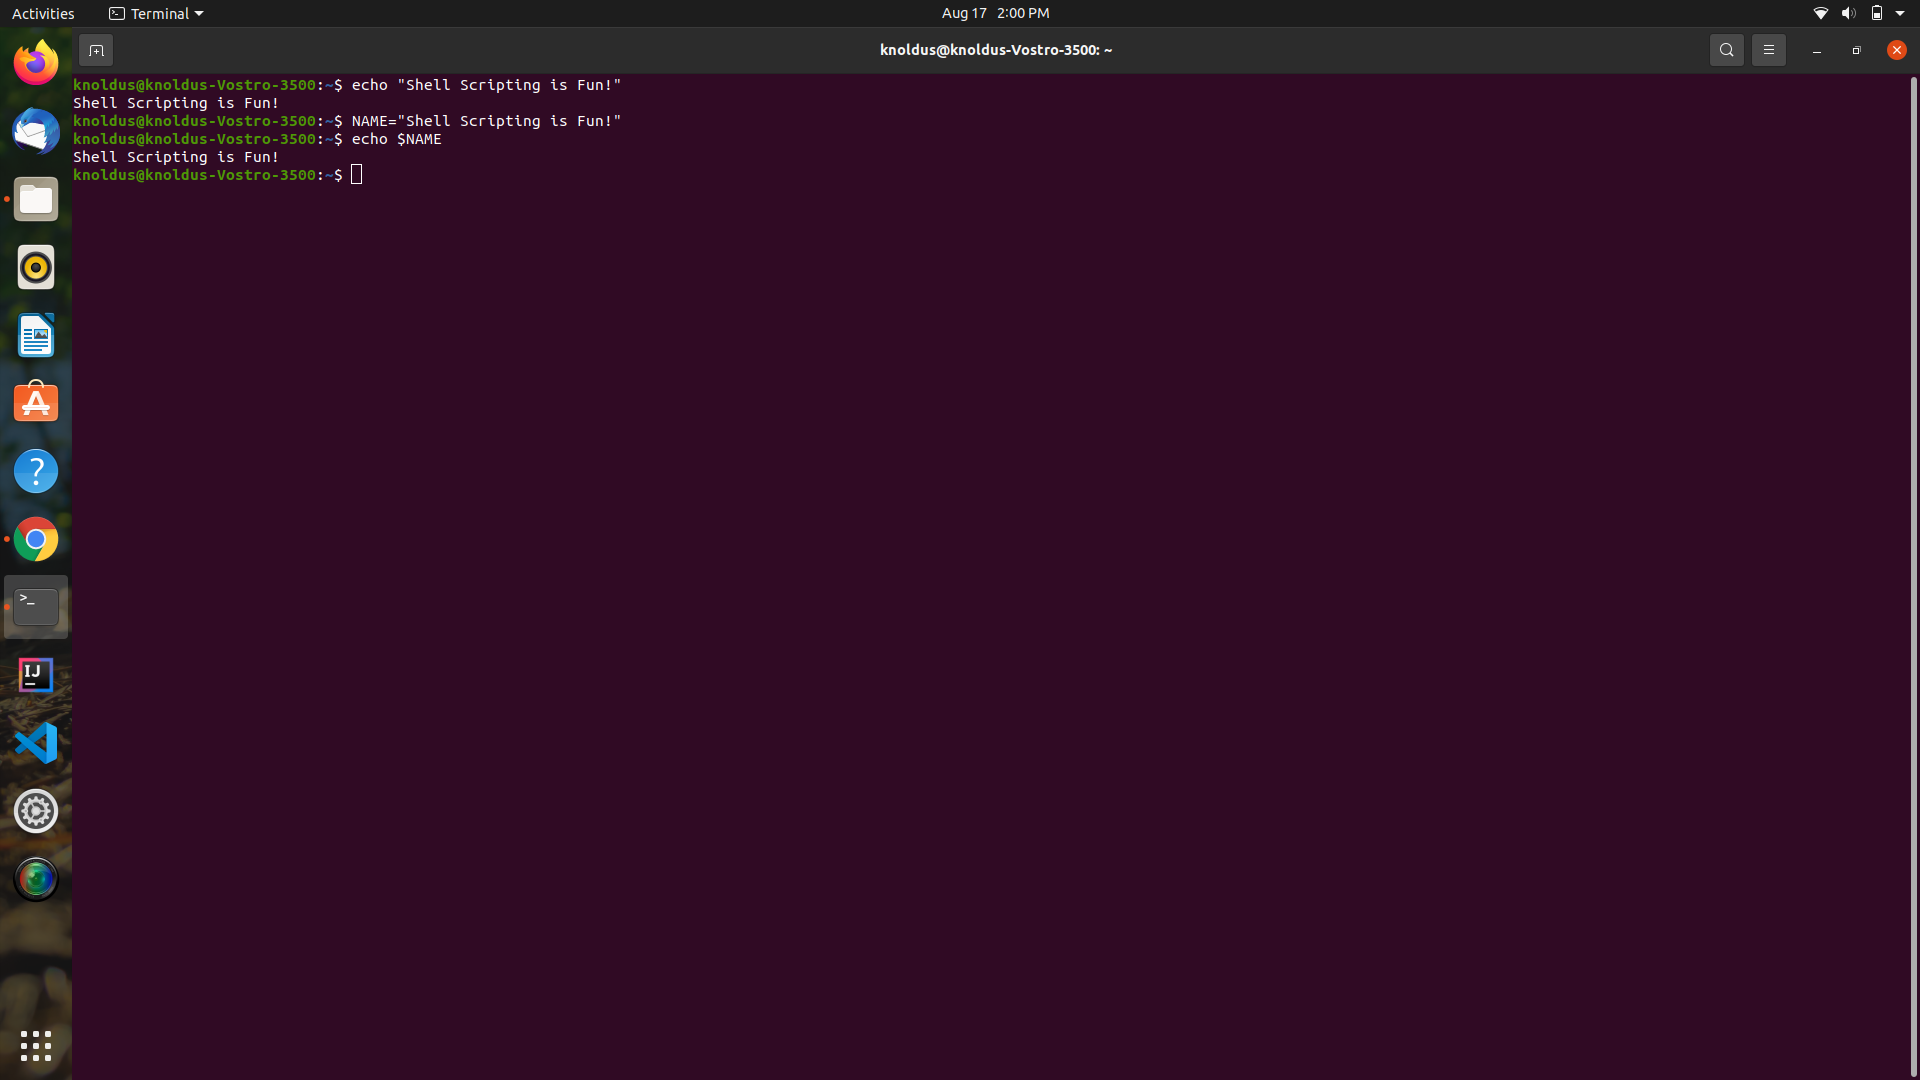 Activities Terminal Aug 17 2:00 PM
knoldus@knoldus-Vostro-3500: ~
knoldus@knoldus-Vostro-3500:~$ echo "Shell Scripting is Fun!"
Shell Scripting is Fun!
knoldus@knoldus-Vostro-3500:~$ NAME="Shell Scripting is Fun!"
knoldus@knoldus-Vostro-3500:~$ echo $NAME
Shell Scripting is Fun!
knoldus@knoldus-Vostro-3500:~$
?
>_
IJ